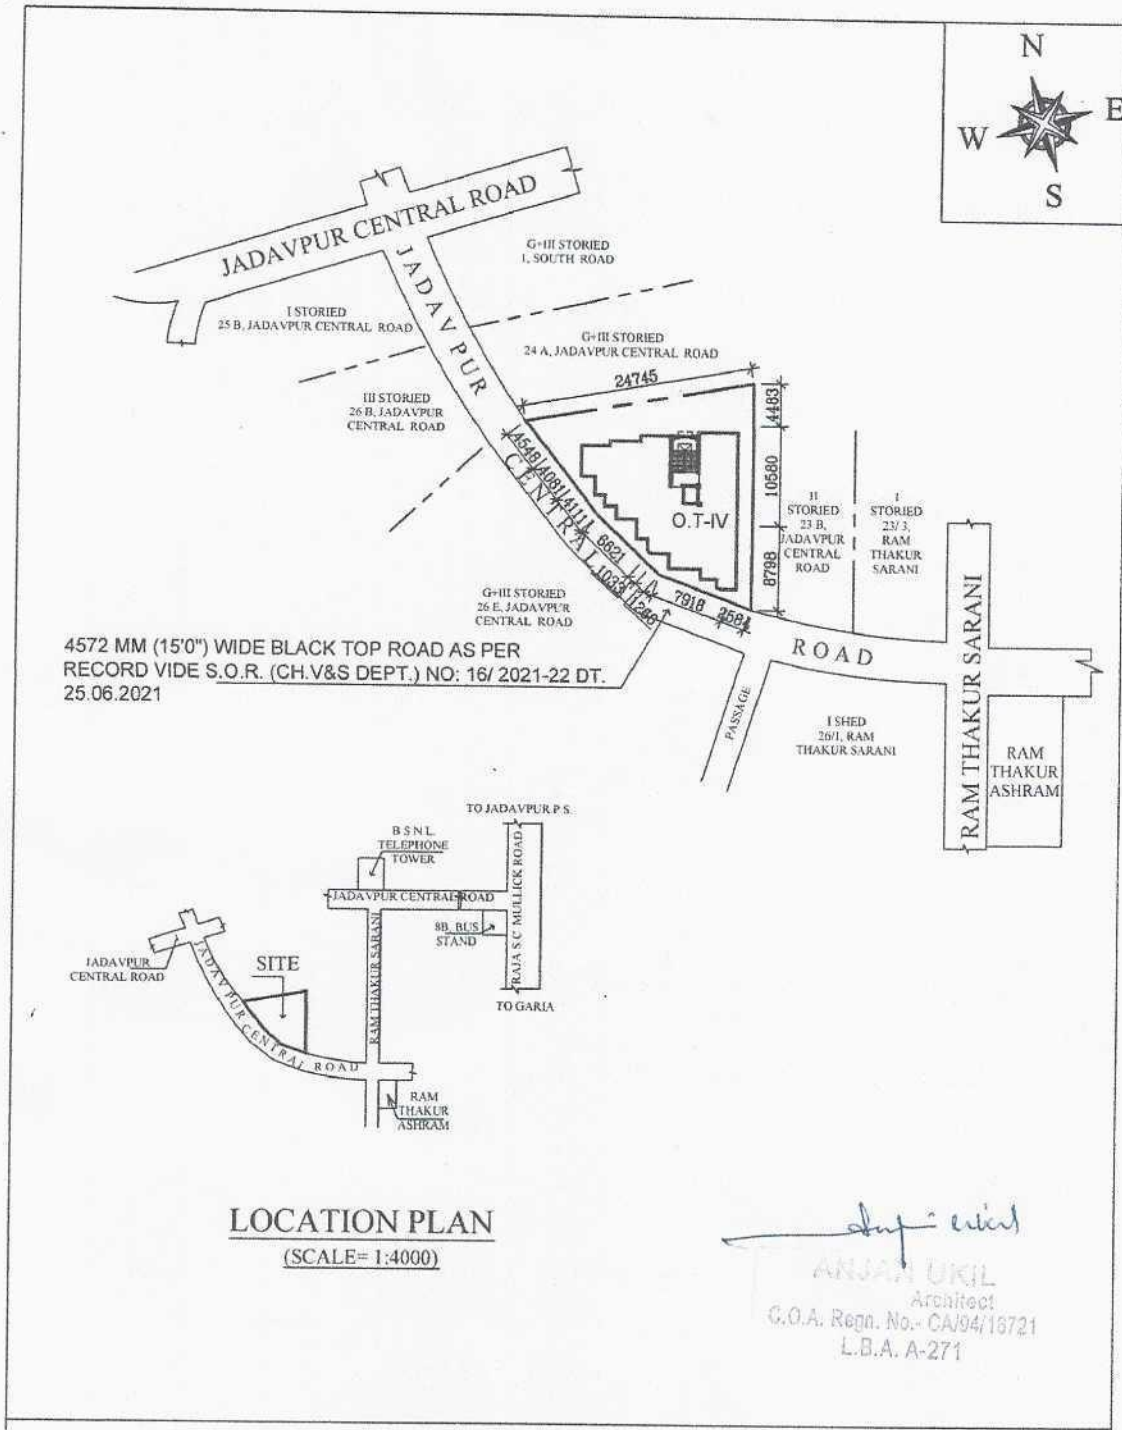 N
W
E
S
JADAVPUR CENTRAL ROAD
JADAVPUR CENTRAL ROAD
G+III STORIED
1, SOUTH ROAD
I STORIED
25 B, JADAVPUR CENTRAL ROAD
G+III STORIED
24 A, JADAVPUR CENTRAL ROAD
24745
III STORIED
26 B, JADAVPUR
CENTRAL ROAD
4483
10580
8798
4548
4081
4111
6621
1033
1266
7918
2584
O.T-IV
II
STORIED
23 B,
JADAVPUR
CENTRAL
ROAD
I
STORIED
23/ 3,
RAM
THAKUR
SARANI
G+III STORIED
26 E, JADAVPUR
CENTRAL ROAD
4572 MM (15'0") WIDE BLACK TOP ROAD AS PER
RECORD VIDE S.O.R. (CH.V&S DEPT.) NO: 16/ 2021-22 DT.
25.06.2021
PASSAGE
I SHED
26/1, RAM
THAKUR SARANI
RAM THAKUR SARANI
RAM
THAKUR
ASHRAM
TO JADAVPUR P S.
B S N L.
TELEPHONE
TOWER
JADAVPUR CENTRAL ROAD
8B, BUS
STAND
RAJA S.C MULLICK ROAD
TO GARIA
RAM THAKUR SARANI
JADAVPUR
CENTRAL ROAD
SITE
JADAVPUR CENTRAL ROAD
RAM
THAKUR
ASHRAM
LOCATION PLAN
(SCALE= 1:4000)
ANJAN UKIL
Architect
C.O.A. Regn. No.- CA/94/16721
L.B.A. A-271